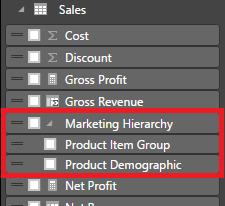 Sales
Cost
Discount
Gross Profit
Gross Revenue
Marketing Hierarchy
Product Item Group
Product Demographic
Net Profit